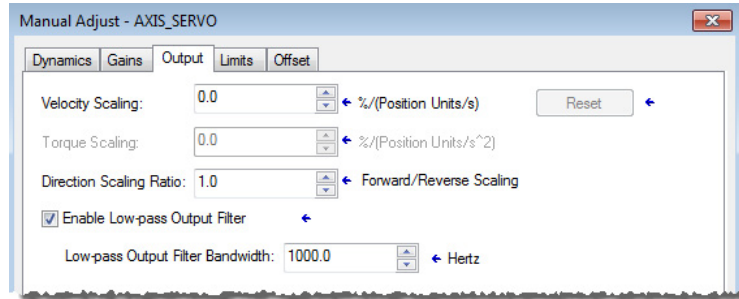 Manual Adjust - AXIS_SERVO
Dynamics Gains Output Limits Offset
Velocity Scaling: 0.0 %/(Position Units/s) Reset
Torque Scaling: 0.0 %/(Position Units/s^2)
Direction Scaling Ratio: 1.0 Forward/Reverse Scaling
Enable Low-pass Output Filter
Low-pass Output Filter Bandwidth: 1000.0 Hertz